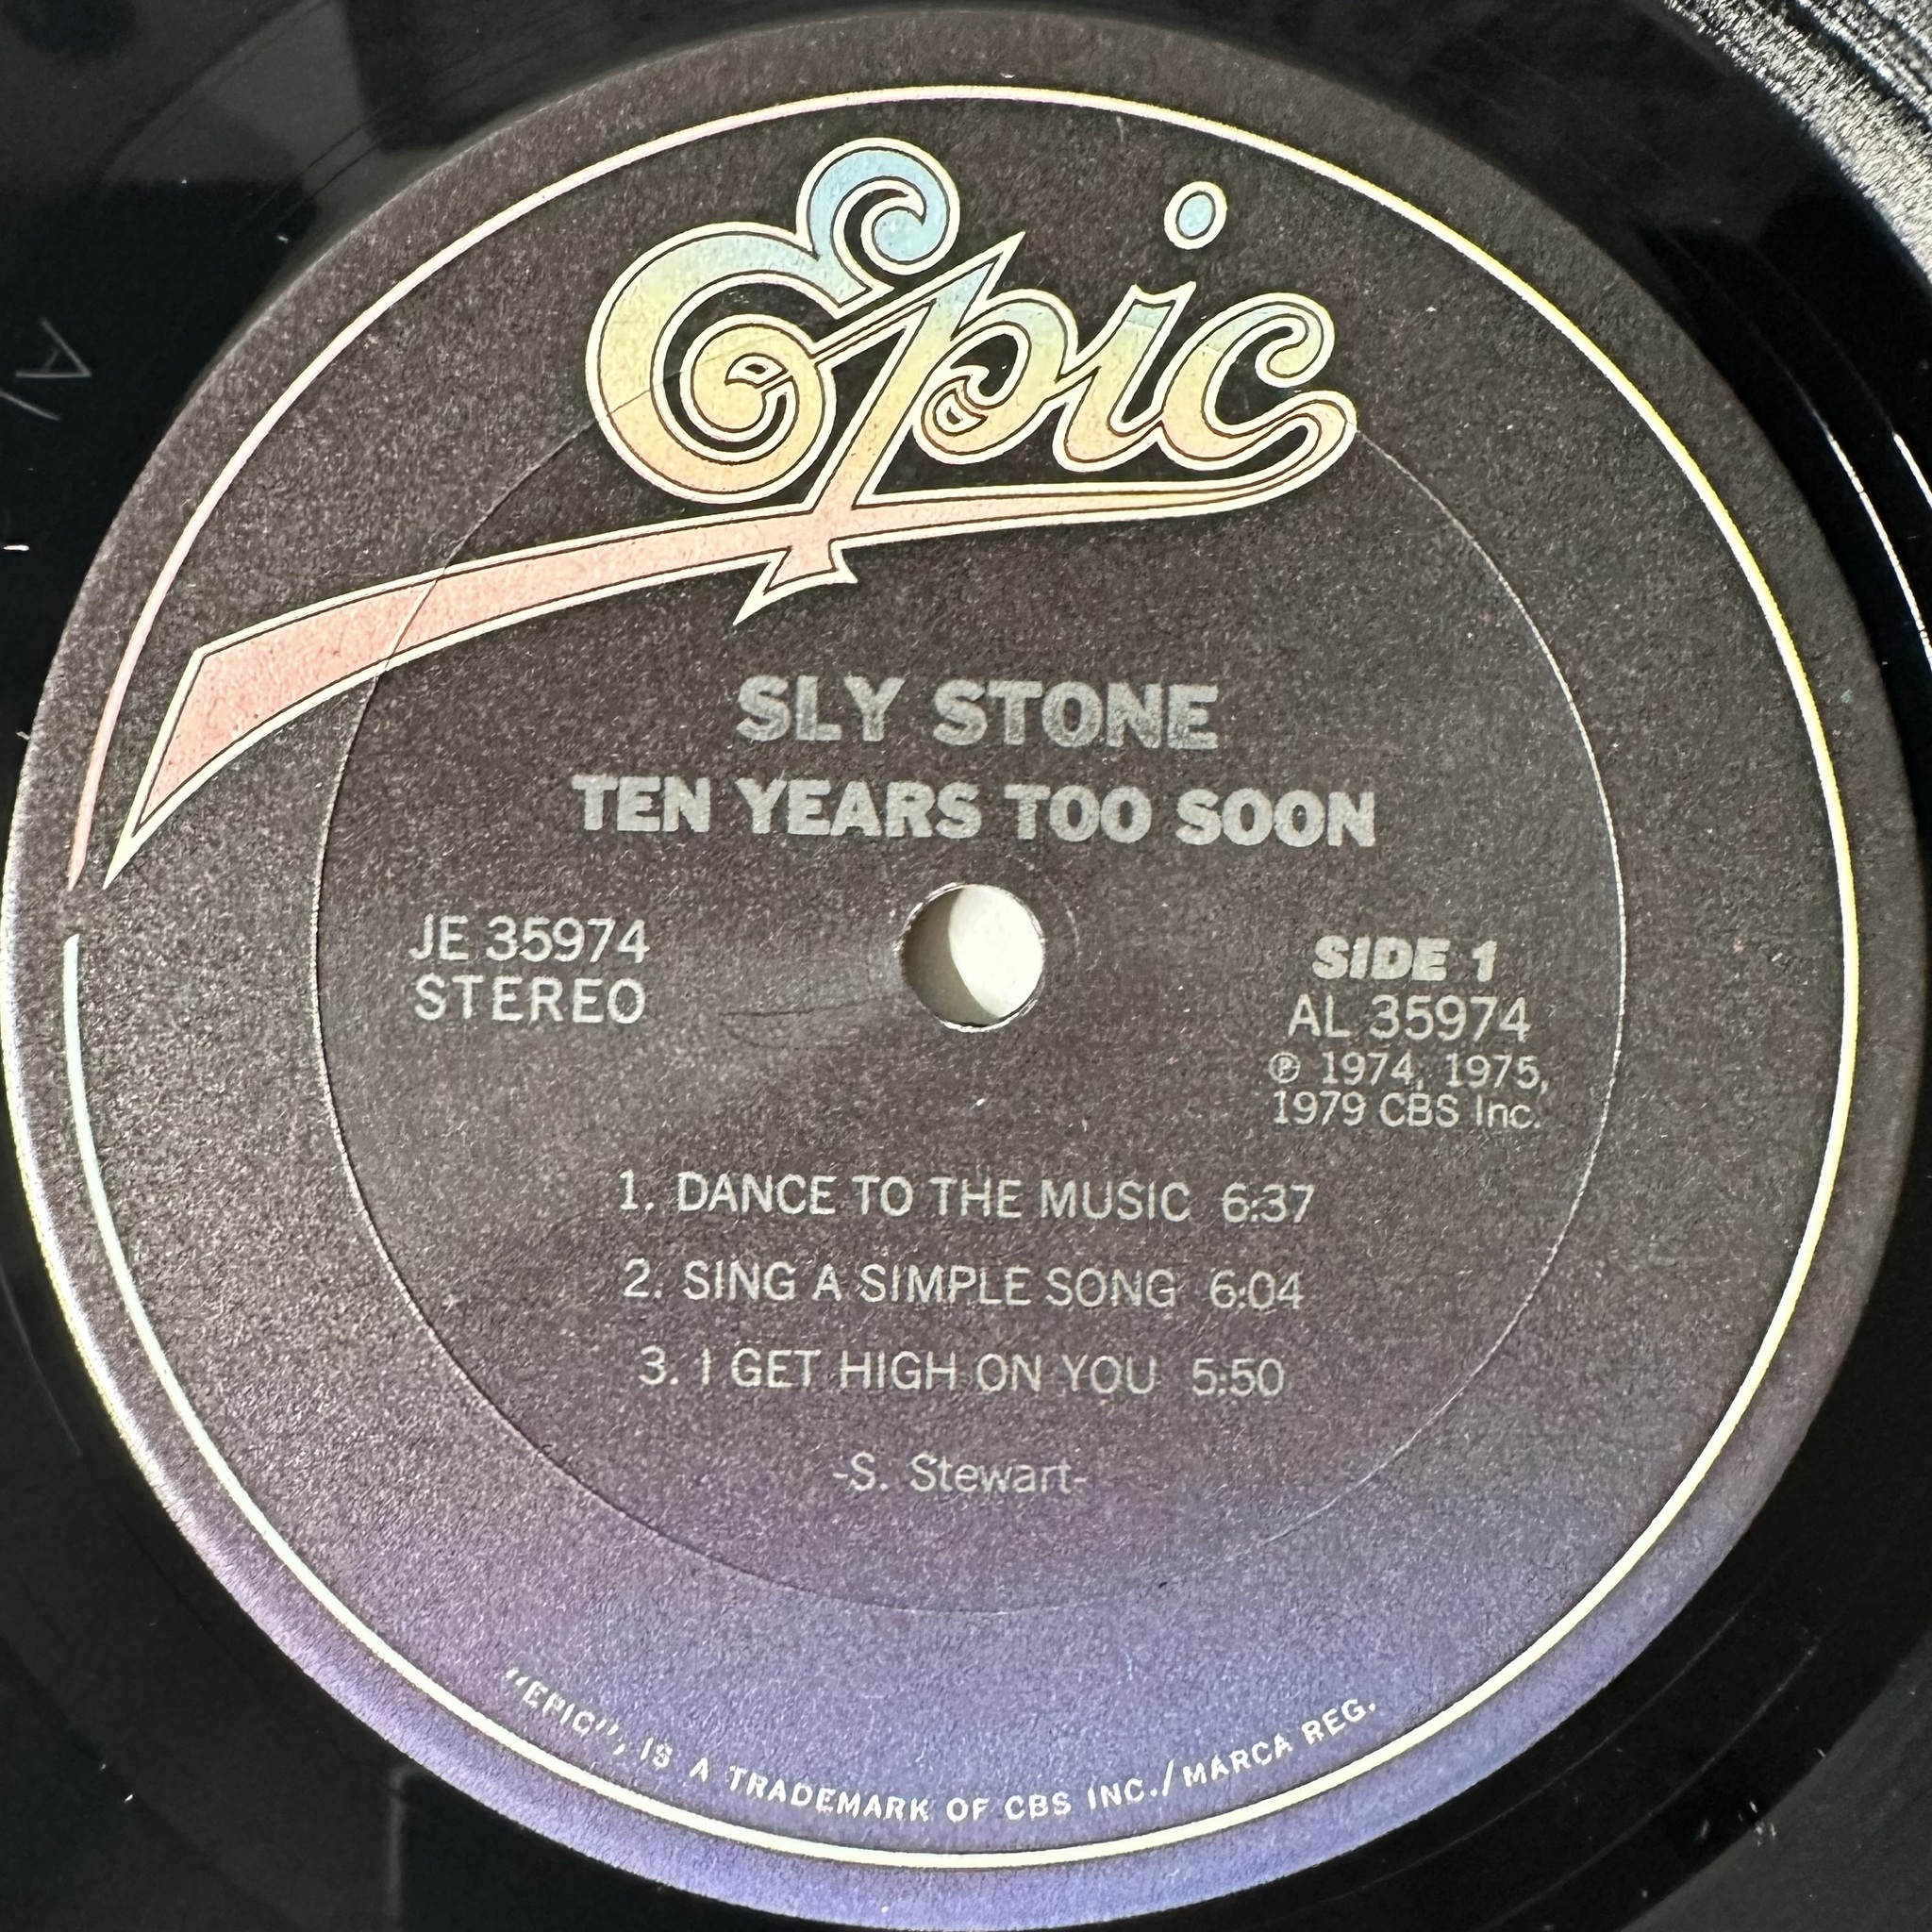 Epic
SLY STONE
TEN YEARS TOO SOON
JE 35974
STEREO
SIDE 1
AL 35974
℗ 1974, 1975,
1979 CBS Inc.
1. DANCE TO THE MUSIC 6:37
2. SING A SIMPLE SONG 6:04
3. I GET HIGH ON YOU 5:50
-S. Stewart-
"EPIC", IS A TRADEMARK OF CBS INC./MARCA REG.